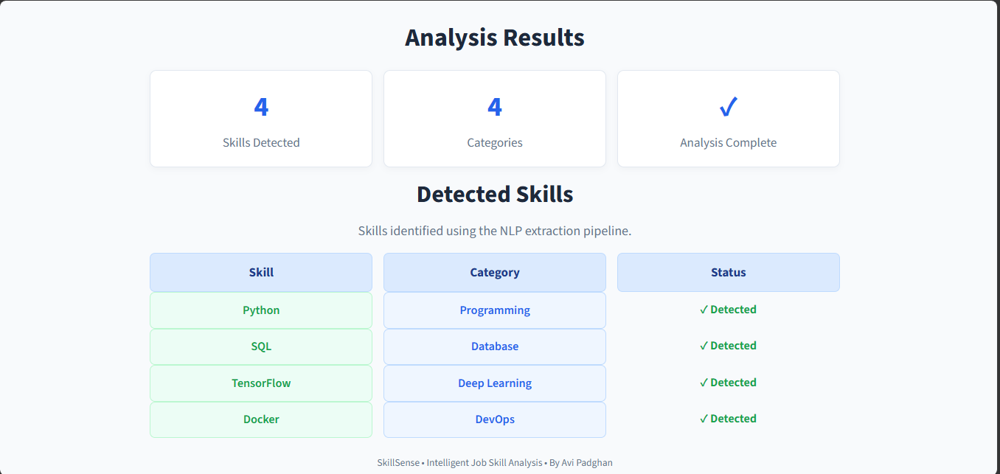 Analysis Results
4 4 ✓
Skills Detected Categories Analysis Complete
Detected Skills
Skills identified using the NLP extraction pipeline.
Skill Category Status
Python Programming ✓ Detected
SQL Database ✓ Detected
TensorFlow Deep Learning ✓ Detected
Docker DevOps ✓ Detected
SkillSense • Intelligent Job Skill Analysis • By Avi Padghan